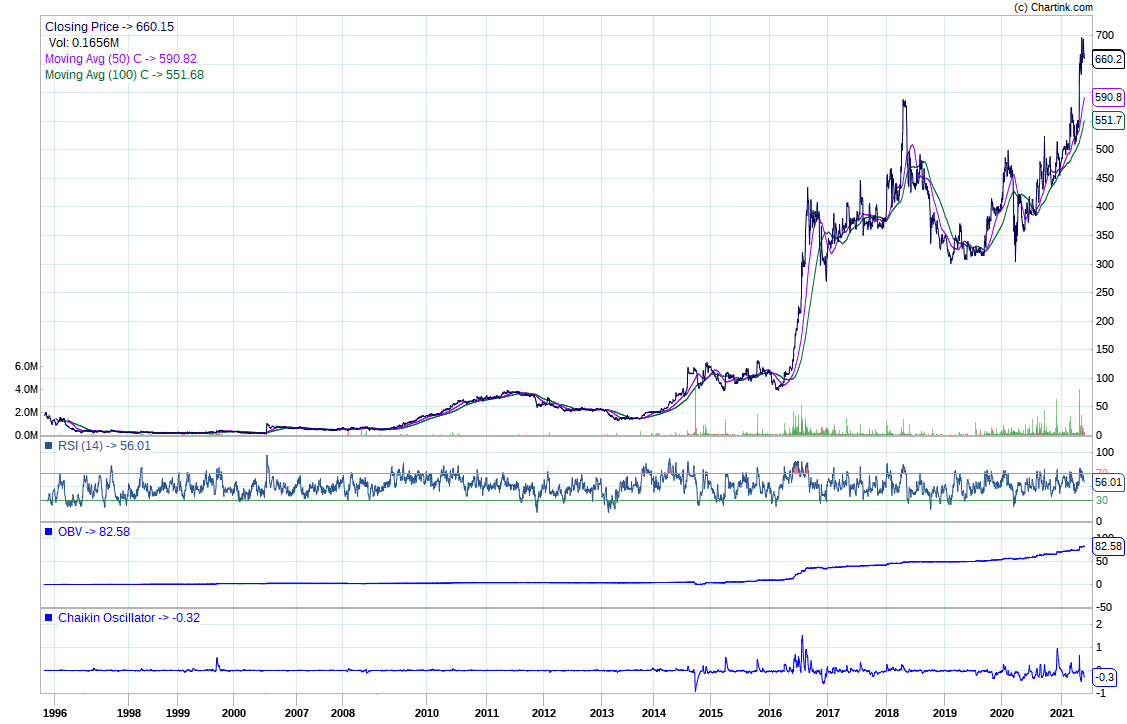 (c) Chartink.com
Closing Price -> 660.15
Vol: 0.1656M
Moving Avg (50) C -> 590.82
Moving Avg (100) C -> 551.68
700
660.2
590.8
551.7
500
450
400
350
300
250
200
150
100
50
0
6.0M
4.0M
2.0M
0.0M
RSI (14) -> 56.01
100
70
56.01
30
0
OBV -> 82.58
100
82.58
50
0
-50
Chaikin Oscillator -> -0.32
2
1
0
-0.3
-1
1996 1998 1999 2000 2007 2008 2010 2011 2012 2013 2014 2015 2016 2017 2018 2019 2020 2021